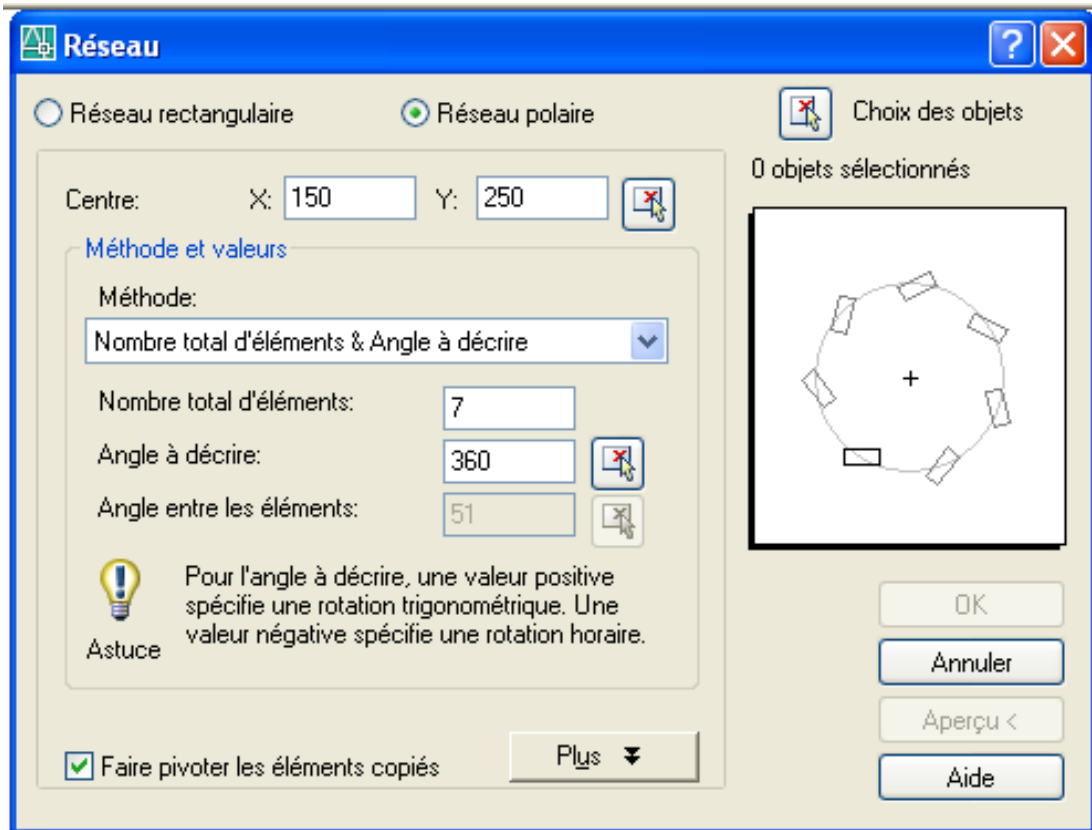 Réseau
Réseau rectangulaire
Réseau polaire
Choix des objets
0 objets sélectionnés
Centre:
X: 150
Y: 250
Méthode et valeurs
Méthode:
Nombre total d'éléments & Angle à décrire
Nombre total d'éléments: 7
Angle à décrire: 360
Angle entre les éléments: 51
Pour l'angle à décrire, une valeur positive
spécifie une rotation trigonométrique. Une
valeur négative spécifie une rotation horaire.
Astuce
Faire pivoter les éléments copiés
Plus
OK
Annuler
Aperçu <
Aide